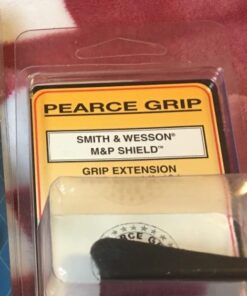 PEARCE GRIP
SMITH & WESSON®
M&P SHIELD™
GRIP EXTENSION